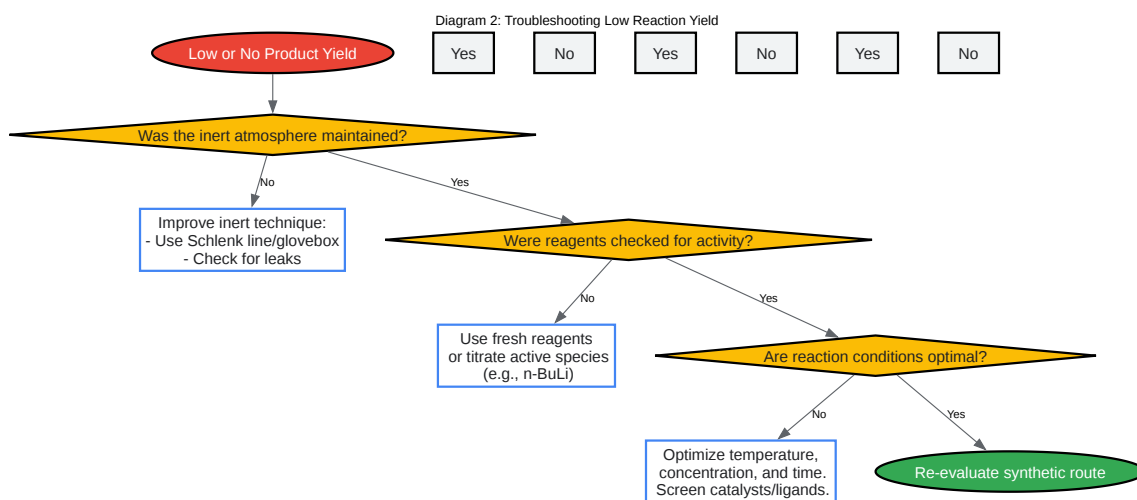 Diagram 2: Troubleshooting Low Reaction Yield
Low or No Product Yield
Yes
No
Yes
No
Yes
No
Was the inert atmosphere maintained?
No
Yes
Improve inert technique:
- Use Schlenk line/glovebox
- Check for leaks
Were reagents checked for activity?
No
Yes
Use fresh reagents
or titrate active species
(e.g., n-BuLi)
Are reaction conditions optimal?
No
Yes
Optimize temperature,
concentration, and time.
Screen catalysts/ligands.
Re-evaluate synthetic route